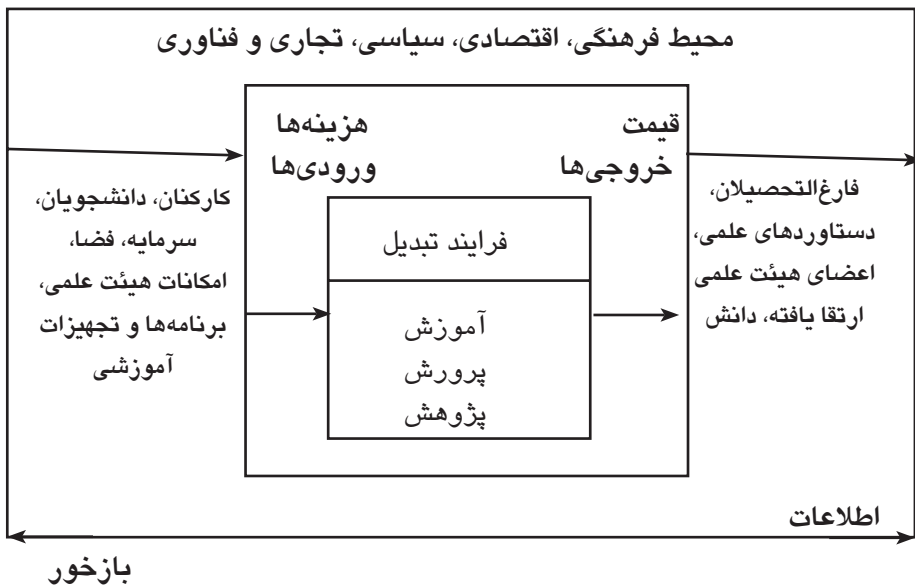 محیط فرهنگی، اقتصادی، سیاسی، تجاری و فناوری
هزینه‌ها
ورودی‌ها
قیمت
خروجی‌ها
کارکنان، دانشجویان،
سرمایه، فضا،
امکانات هیئت علمی،
برنامه‌ها و تجهیزات
آموزشی
فرایند تبدیل
آموزش
پرورش
پژوهش
فارغ‌التحصیلان،
دستاوردهای علمی،
اعضای هیئت علمی
ارتقا یافته، دانش
اطلاعات
بازخور